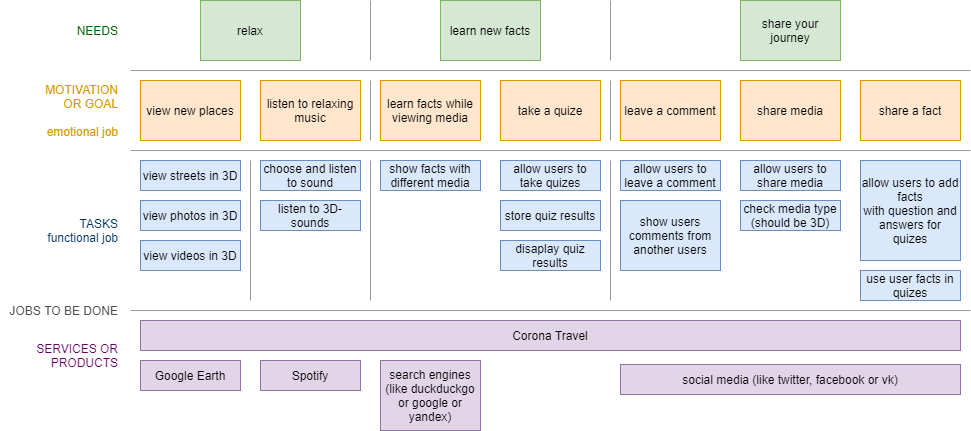 NEEDS
relax
learn new facts
share your
journey
MOTIVATION
OR GOAL
emotional job
view new places
listen to relaxing
music
learn facts while
viewing media
take a quize
leave a comment
share media
share a fact
TASKS
functional job
view streets in 3D
choose and listen
to sound
show facts with
different media
allow users to
take quizes
allow users to
leave a comment
allow users to
share media
allow users to add
facts
with question and
answers for
quizes
view photos in 3D
listen to 3D-
sounds
store quiz results
show users
comments from
another users
check media type
(should be 3D)
view videos in 3D
disaplay quiz
results
use user facts in
quizes
JOBS TO BE DONE
SERVICES OR
PRODUCTS
Corona Travel
Google Earth
Spotify
search engines
(like duckduckgo
or google or
yandex)
social media (like twitter, facebook or vk)